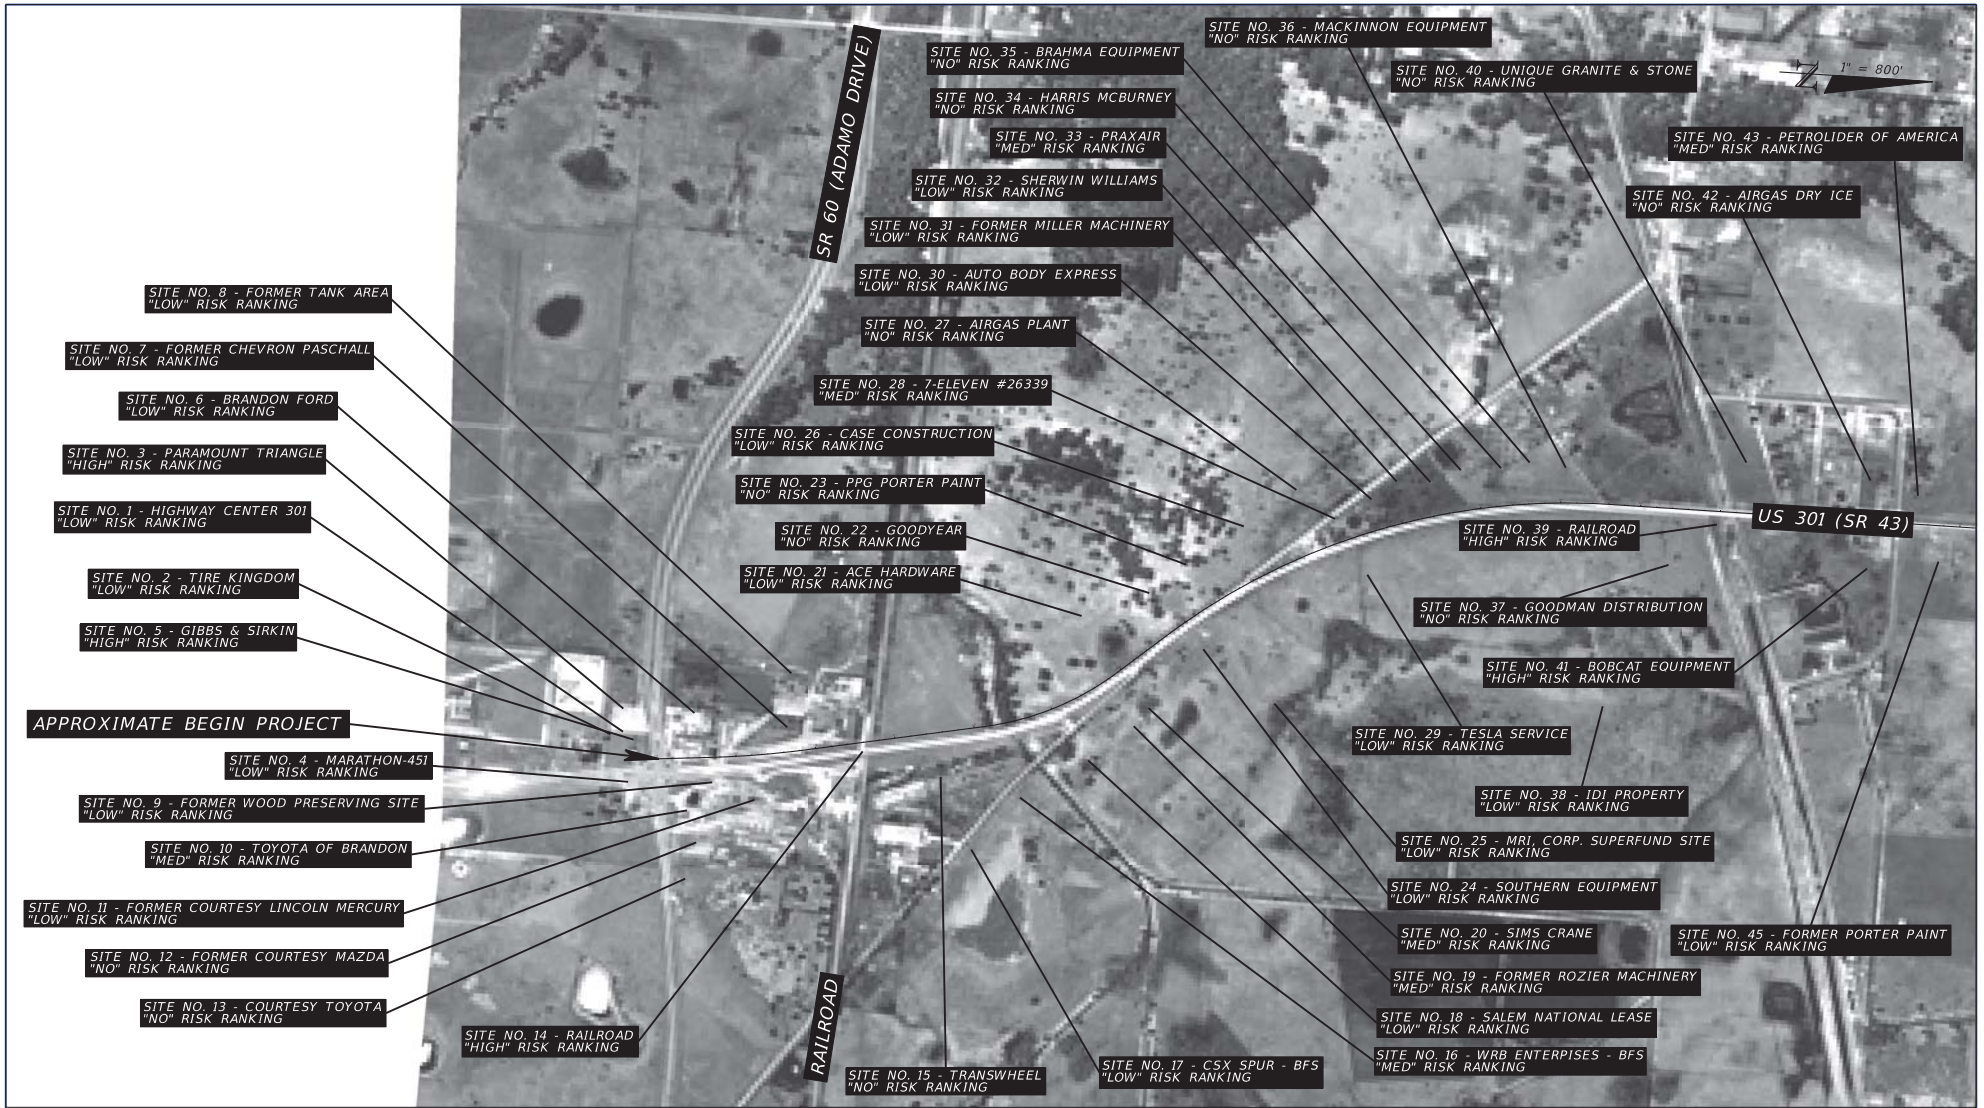 SITE NO. 36 - MACKINNON EQUIPMENT
"NO" RISK RANKING
SITE NO. 35 - BRAHMA EQUIPMENT
"NO" RISK RANKING
SITE NO. 40 - UNIQUE GRANITE & STONE
"NO" RISK RANKING
N
1" = 800'
SR 60 (ADAMO DRIVE)
SITE NO. 34 - HARRIS MCBURNEY
"NO" RISK RANKING
SITE NO. 33 - PRAXAIR
"MED" RISK RANKING
SITE NO. 43 - PETROLIDER OF AMERICA
"MED" RISK RANKING
SITE NO. 32 - SHERWIN WILLIAMS
"LOW" RISK RANKING
SITE NO. 42 - AIRGAS DRY ICE
"NO" RISK RANKING
SITE NO. 31 - FORMER MILLER MACHINERY
"LOW" RISK RANKING
SITE NO. 30 - AUTO BODY EXPRESS
"LOW" RISK RANKING
SITE NO. 8 - FORMER TANK AREA
"LOW" RISK RANKING
SITE NO. 27 - AIRGAS PLANT
"NO" RISK RANKING
SITE NO. 7 - FORMER CHEVRON PASCHALL
"LOW" RISK RANKING
SITE NO. 28 - 7-ELEVEN #26339
"MED" RISK RANKING
SITE NO. 6 - BRANDON FORD
"LOW" RISK RANKING
SITE NO. 26 - CASE CONSTRUCTION
"LOW" RISK RANKING
SITE NO. 3 - PARAMOUNT TRIANGLE
"HIGH" RISK RANKING
SITE NO. 23 - PPG PORTER PAINT
"NO" RISK RANKING
SITE NO. 1 - HIGHWAY CENTER 301
"LOW" RISK RANKING
SITE NO. 22 - GOODYEAR
"NO" RISK RANKING
SITE NO. 39 - RAILROAD
"HIGH" RISK RANKING
US 301 (SR 43)
SITE NO. 2 - TIRE KINGDOM
"LOW" RISK RANKING
SITE NO. 21 - ACE HARDWARE
"LOW" RISK RANKING
SITE NO. 37 - GOODMAN DISTRIBUTION
"NO" RISK RANKING
SITE NO. 5 - GIBBS & SIRKIN
"HIGH" RISK RANKING
SITE NO. 41 - BOBCAT EQUIPMENT
"HIGH" RISK RANKING
APPROXIMATE BEGIN PROJECT
SITE NO. 29 - TESLA SERVICE
"LOW" RISK RANKING
SITE NO. 4 - MARATHON-451
"LOW" RISK RANKING
SITE NO. 38 - IDI PROPERTY
"LOW" RISK RANKING
SITE NO. 9 - FORMER WOOD PRESERVING SITE
"LOW" RISK RANKING
SITE NO. 25 - MRI, CORP. SUPERFUND SITE
"LOW" RISK RANKING
SITE NO. 10 - TOYOTA OF BRANDON
"MED" RISK RANKING
SITE NO. 24 - SOUTHERN EQUIPMENT
"LOW" RISK RANKING
SITE NO. 11 - FORMER COURTESY LINCOLN MERCURY
"LOW" RISK RANKING
SITE NO. 20 - SIMS CRANE
"MED" RISK RANKING
SITE NO. 45 - FORMER PORTER PAINT
"LOW" RISK RANKING
SITE NO. 12 - FORMER COURTESY MAZDA
"NO" RISK RANKING
SITE NO. 19 - FORMER ROZIER MACHINERY
"MED" RISK RANKING
SITE NO. 13 - COURTESY TOYOTA
"NO" RISK RANKING
RAILROAD
SITE NO. 18 - SALEM NATIONAL LEASE
"LOW" RISK RANKING
SITE NO. 14 - RAILROAD
"HIGH" RISK RANKING
SITE NO. 16 - WRB ENTERPISES - BFS
"MED" RISK RANKING
SITE NO. 17 - CSX SPUR - BFS
"LOW" RISK RANKING
SITE NO. 15 - TRANSWHEEL
"NO" RISK RANKING